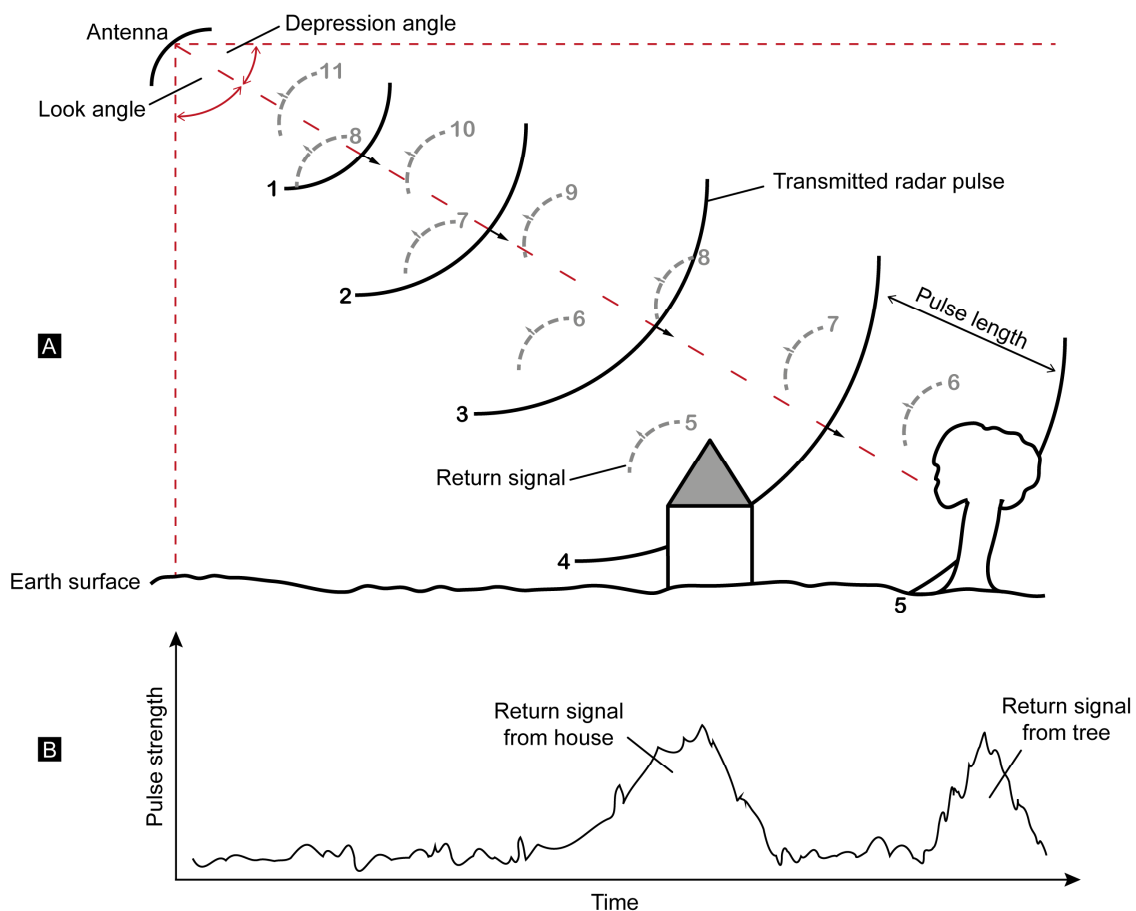 Antenna
Depression angle
Look angle
11
8
10
1
9
7
Transmitted radar pulse
8
2
6
7
Pulse length
A
3
6
5
Return signal
4
Earth surface
5
Return signal
from house
Return signal
from tree
B
Pulse strength
Time